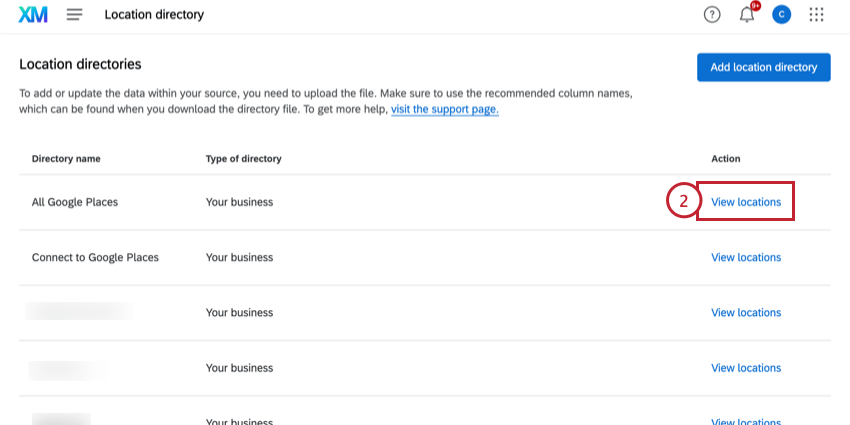 XM Location directory ? 9+ C
Location directories
Add location directory
To add or update the data within your source, you need to upload the file. Make sure to use the recommended column names,
which can be found when you download the directory file. To get more help, visit the support page.
Directory name Type of directory Action
All Google Places Your business 2 View locations
Connect to Google Places Your business View locations
Your business View locations
Your business View locations
Your business View locations